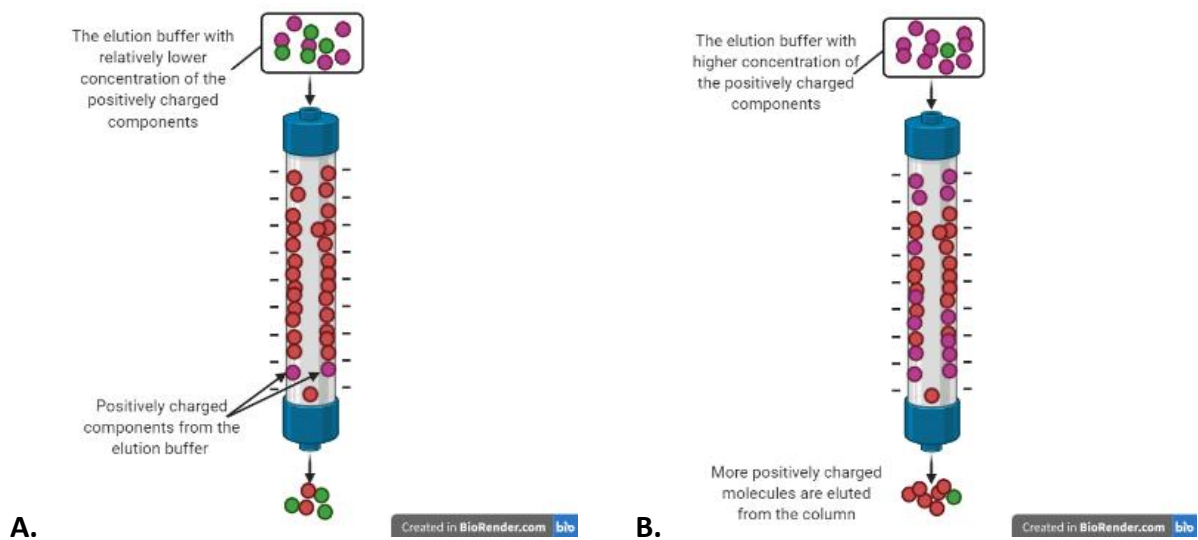 The elution buffer with
relatively lower
concentration of the
positively charged
components
Positively charged
components from the
elution buffer
A.
Created in BioRender.com bio
The elution buffer with
higher concentration of
the positively charged
components
More positively charged
molecules are eluted
from the column
B.
Created in BioRender.com bio